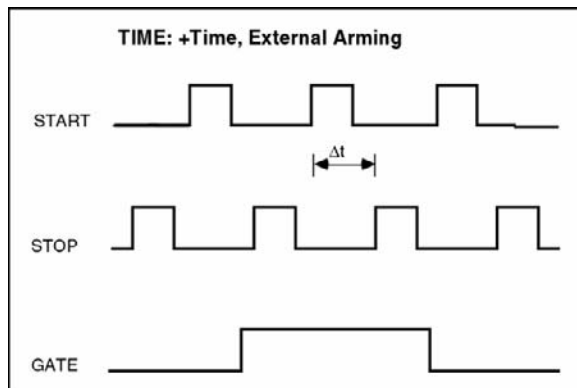 TIME: +Time, External Arming
START
Δt
STOP
GATE